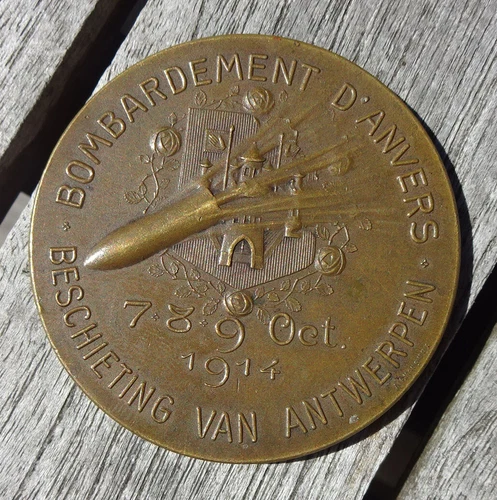 BOMBARDEMENT D'ANVERS
7 · 8 · 9 Oct.
1914
BESCHIETING VAN ANTWERPEN